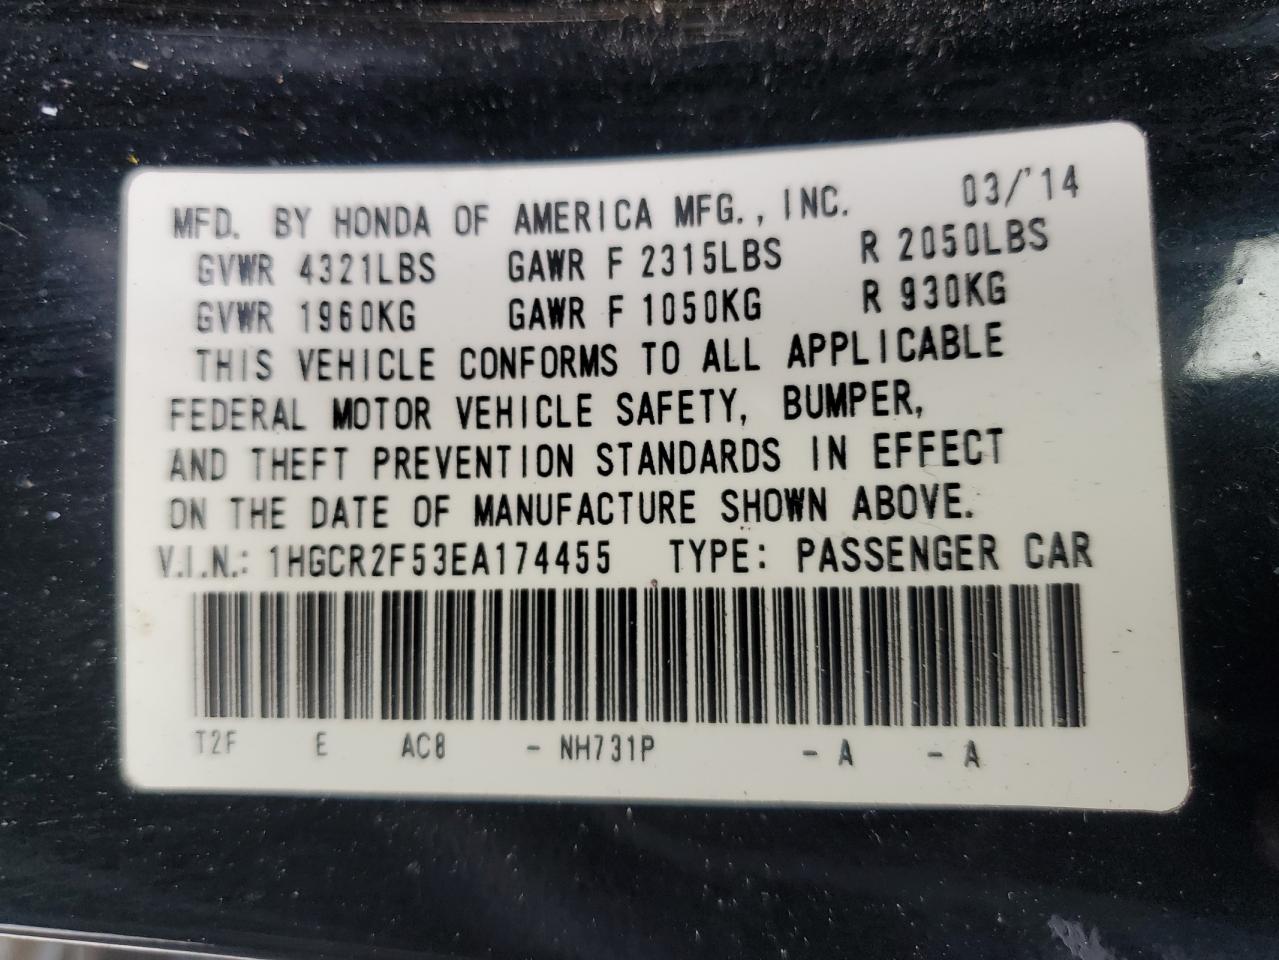 MFD. BY HONDA OF AMERICA MFG., INC. 03/'14
GVWR 4321LBS GAWR F 2315LBS R 2050LBS
GVWR 1960KG GAWR F 1050KG R 930KG
THIS VEHICLE CONFORMS TO ALL APPLICABLE
FEDERAL MOTOR VEHICLE SAFETY, BUMPER,
AND THEFT PREVENTION STANDARDS IN EFFECT
ON THE DATE OF MANUFACTURE SHOWN ABOVE.
V.I.N.: 1HGCR2F53EA174455 TYPE: PASSENGER CAR
T2F E AC8 - NH731P - A - A